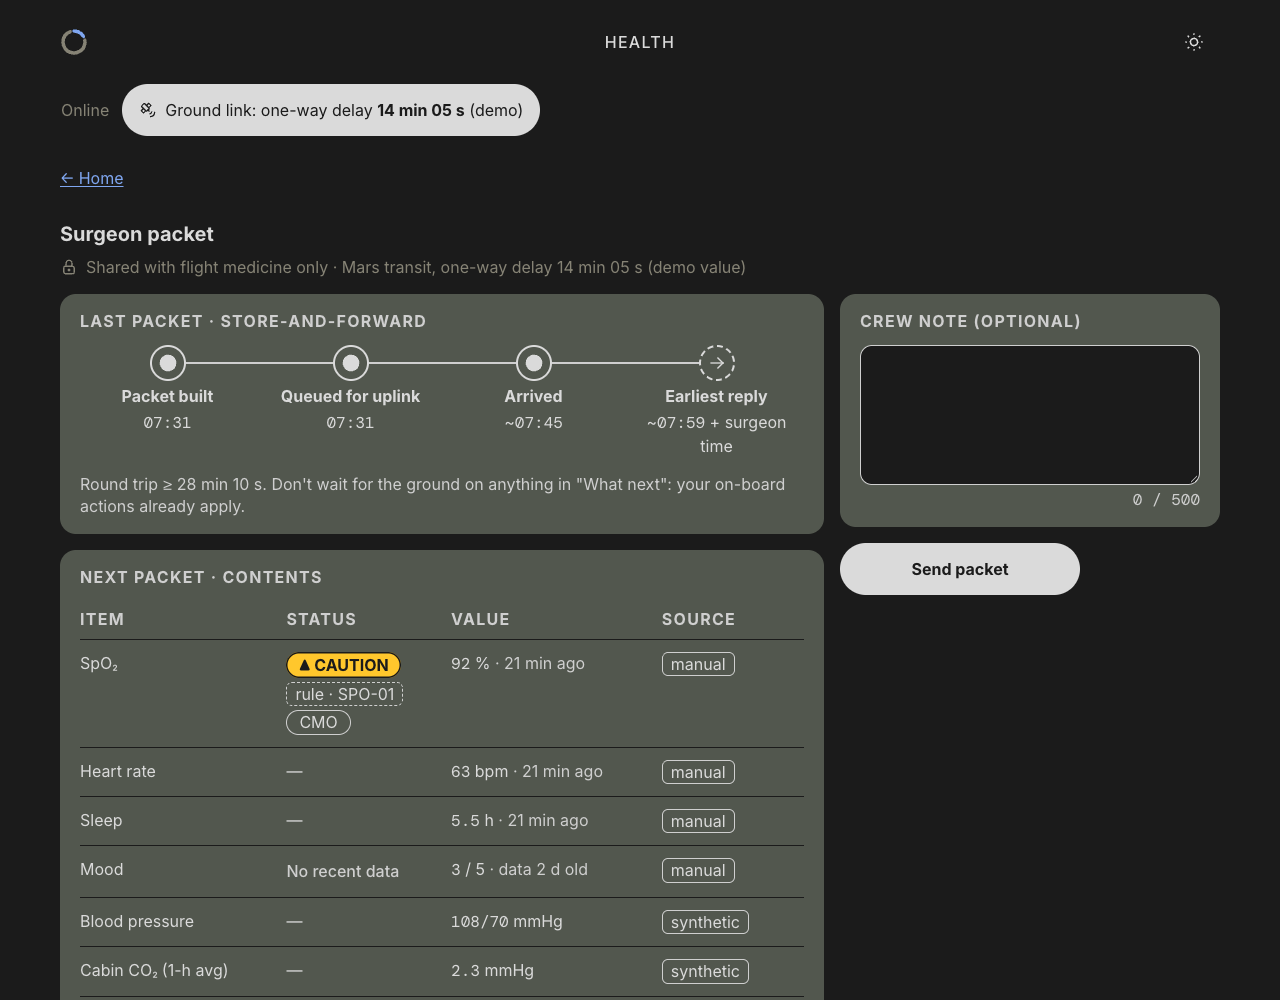 HEALTH
Online
Ground link: one-way delay 14 min 05 s (demo)
← Home
Surgeon packet
Shared with flight medicine only · Mars transit, one-way delay 14 min 05 s (demo value)
LAST PACKET · STORE-AND-FORWARD
Packet built
07:31
Queued for uplink
07:31
Arrived
~07:45
Earliest reply
~07:59 + surgeon
time
Round trip ≥ 28 min 10 s. Don't wait for the ground on anything in "What next": your on-board
actions already apply.
CREW NOTE (OPTIONAL)
0 / 500
Send packet
NEXT PACKET · CONTENTS
ITEM STATUS VALUE SOURCE
SpO₂ CAUTION 92 % · 21 min ago manual
rule · SPO-01
CMO
Heart rate — 63 bpm · 21 min ago manual
Sleep — 5.5 h · 21 min ago manual
Mood No recent data 3 / 5 · data 2 d old manual
Blood pressure — 108/70 mmHg synthetic
Cabin CO₂ (1-h avg) — 2.3 mmHg synthetic